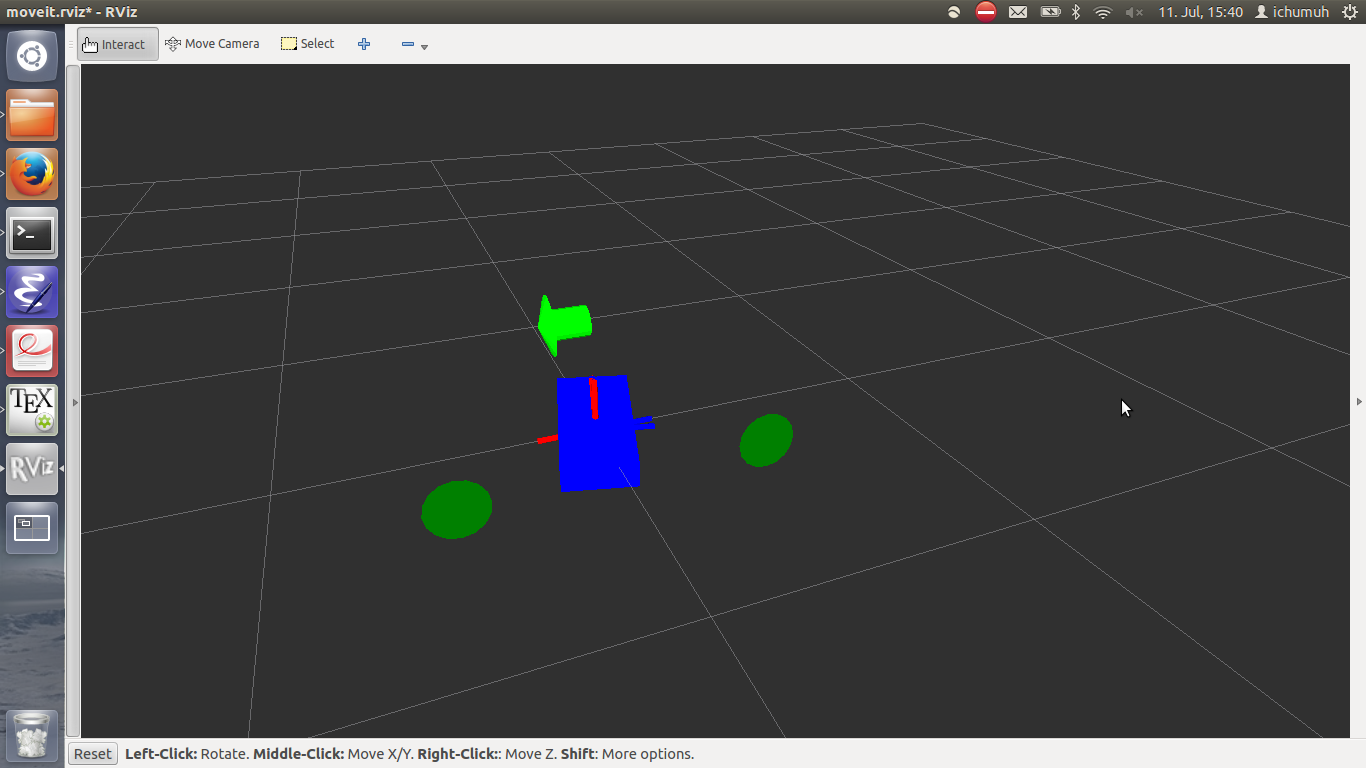 moveit.rviz* - RViz
11. Jul, 15:40
ichumuh
Interact
Move Camera
Select
>_
TEX
RViz
Reset
Left-Click: Rotate. Middle-Click: Move X/Y. Right-Click:: Move Z. Shift: More options.